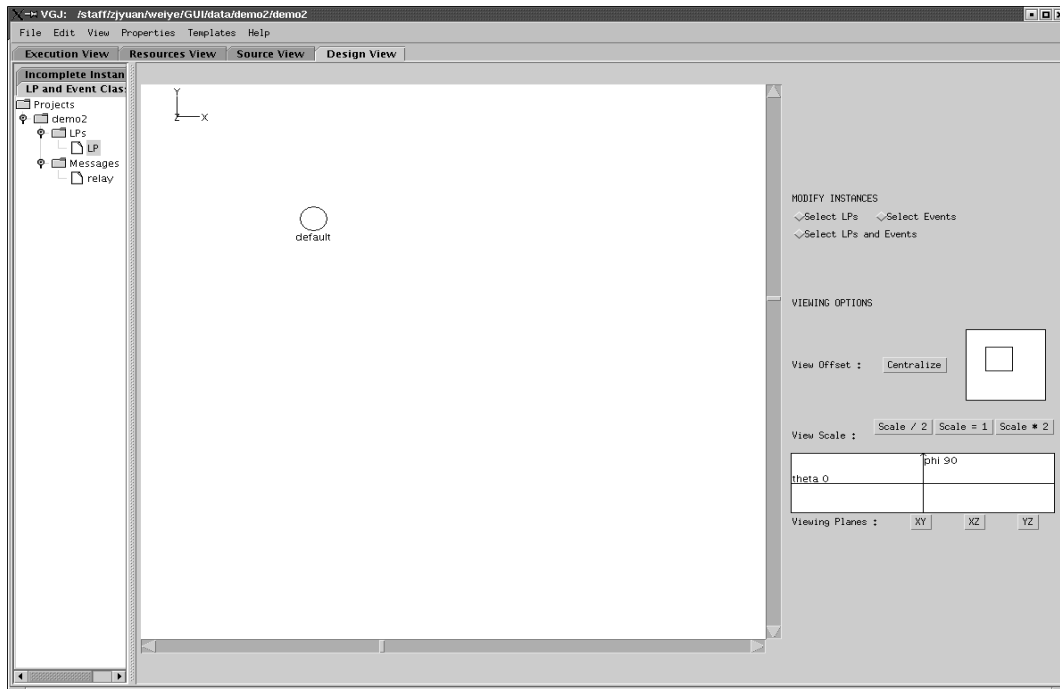 VGJ: /staff/zjyuan/weiye/GUI/data/demo2/demo2
File Edit View Properties Templates Help
Execution View Resources View Source View Design View
Incomplete Instan
LP and Event Clas
Projects
demo2
LPs
LP
Messages
relay
Y
Z X
default
MODIFY INSTANCES
Select LPs Select Events
Select LPs and Events
VIEWING OPTIONS
View Offset : Centralize
View Scale : Scale / 2 Scale = 1 Scale * 2
phi 90
theta 0
Viewing Planes : XY XZ YZ